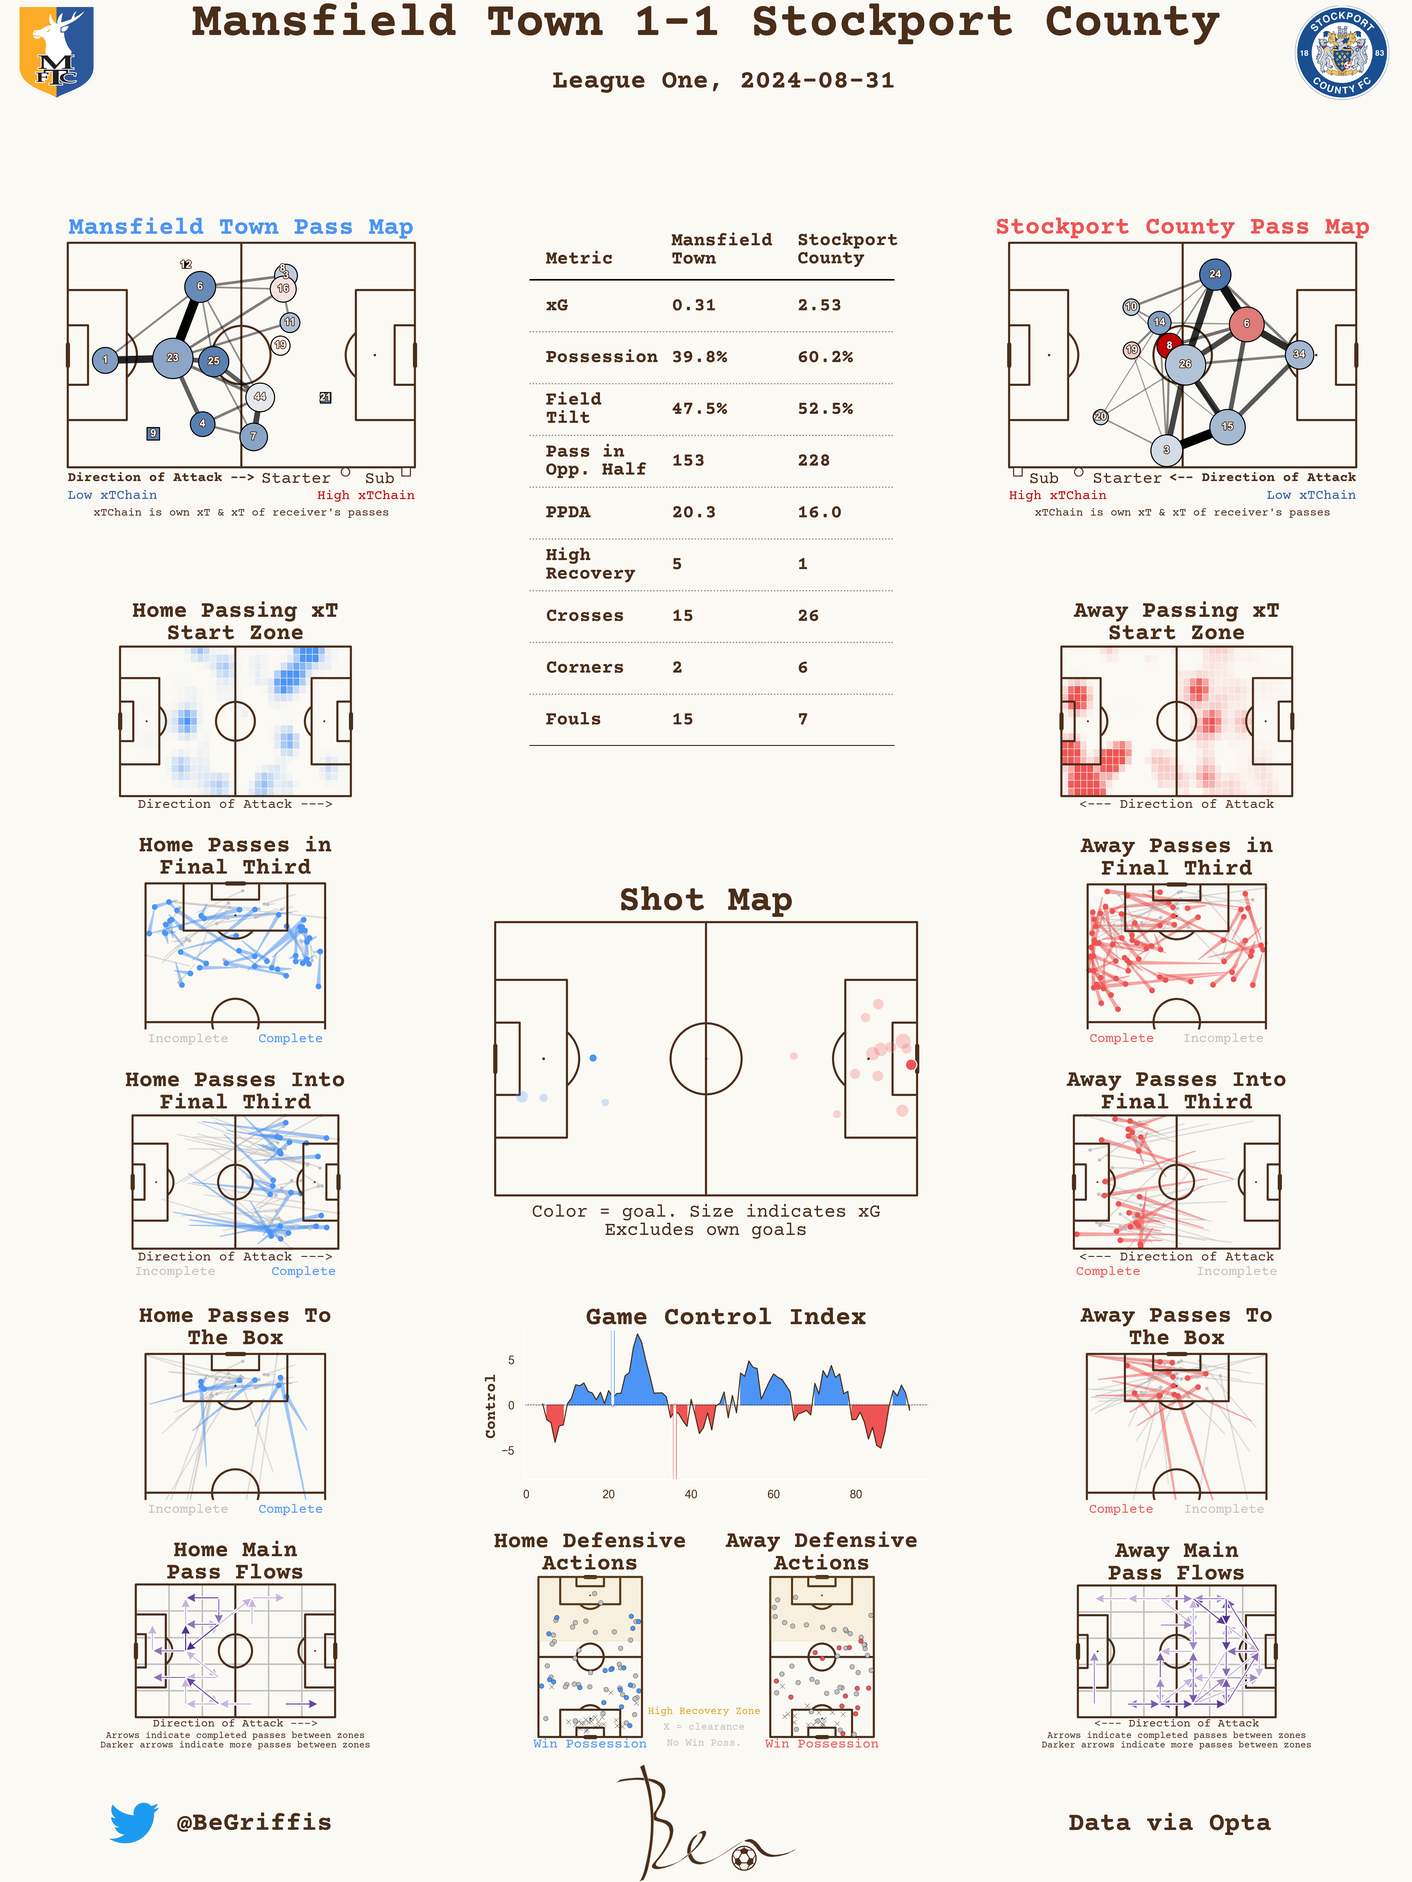 Mansfield Town 1-1 Stockport County
League One, 2024-08-31
M
F C
T
STOCKPORT
18 83
COUNTY FC
Mansfield Town Pass Map
12
6
8
3
16
11
19
1
23
25
44
21
4
7
9
Direction of Attack --> Starter Sub
Low xTChain High xTChain
xTChain is own xT & xT of receiver's passes
Metric Mansfield Town Stockport County
xG 0.31 2.53
Possession 39.8% 60.2%
Field Tilt 47.5% 52.5%
Pass in Opp. Half 153 228
PPDA 20.3 16.0
High Recovery 5 1
Crosses 15 26
Corners 2 6
Fouls 15 7
Stockport County Pass Map
24
10
14
6
8
19
26
34
20
15
3
Sub Starter <-- Direction of Attack
High xTChain Low xTChain
xTChain is own xT & xT of receiver's passes
Home Passing xT
Start Zone
Direction of Attack --->
Away Passing xT
Start Zone
<--- Direction of Attack
Home Passes in
Final Third
Incomplete Complete
Away Passes in
Final Third
Complete Incomplete
Shot Map
Color = goal. Size indicates xG
Excludes own goals
Home Passes Into
Final Third
Direction of Attack --->
Incomplete Complete
Away Passes Into
Final Third
<--- Direction of Attack
Complete Incomplete
Home Passes To
The Box
Incomplete Complete
Game Control Index
Control
5
0
−5
0 20 40 60 80
Away Passes To
The Box
Complete Incomplete
Home Main
Pass Flows
Direction of Attack --->
Arrows indicate completed passes between zones
Darker arrows indicate more passes between zones
Home Defensive
Actions
Win Possession
Away Defensive
Actions
Win Possession
High Recovery Zone
X = clearance
No Win Poss.
Away Main
Pass Flows
<--- Direction of Attack
Arrows indicate completed passes between zones
Darker arrows indicate more passes between zones
@BeGriffis
Ben
Data via Opta